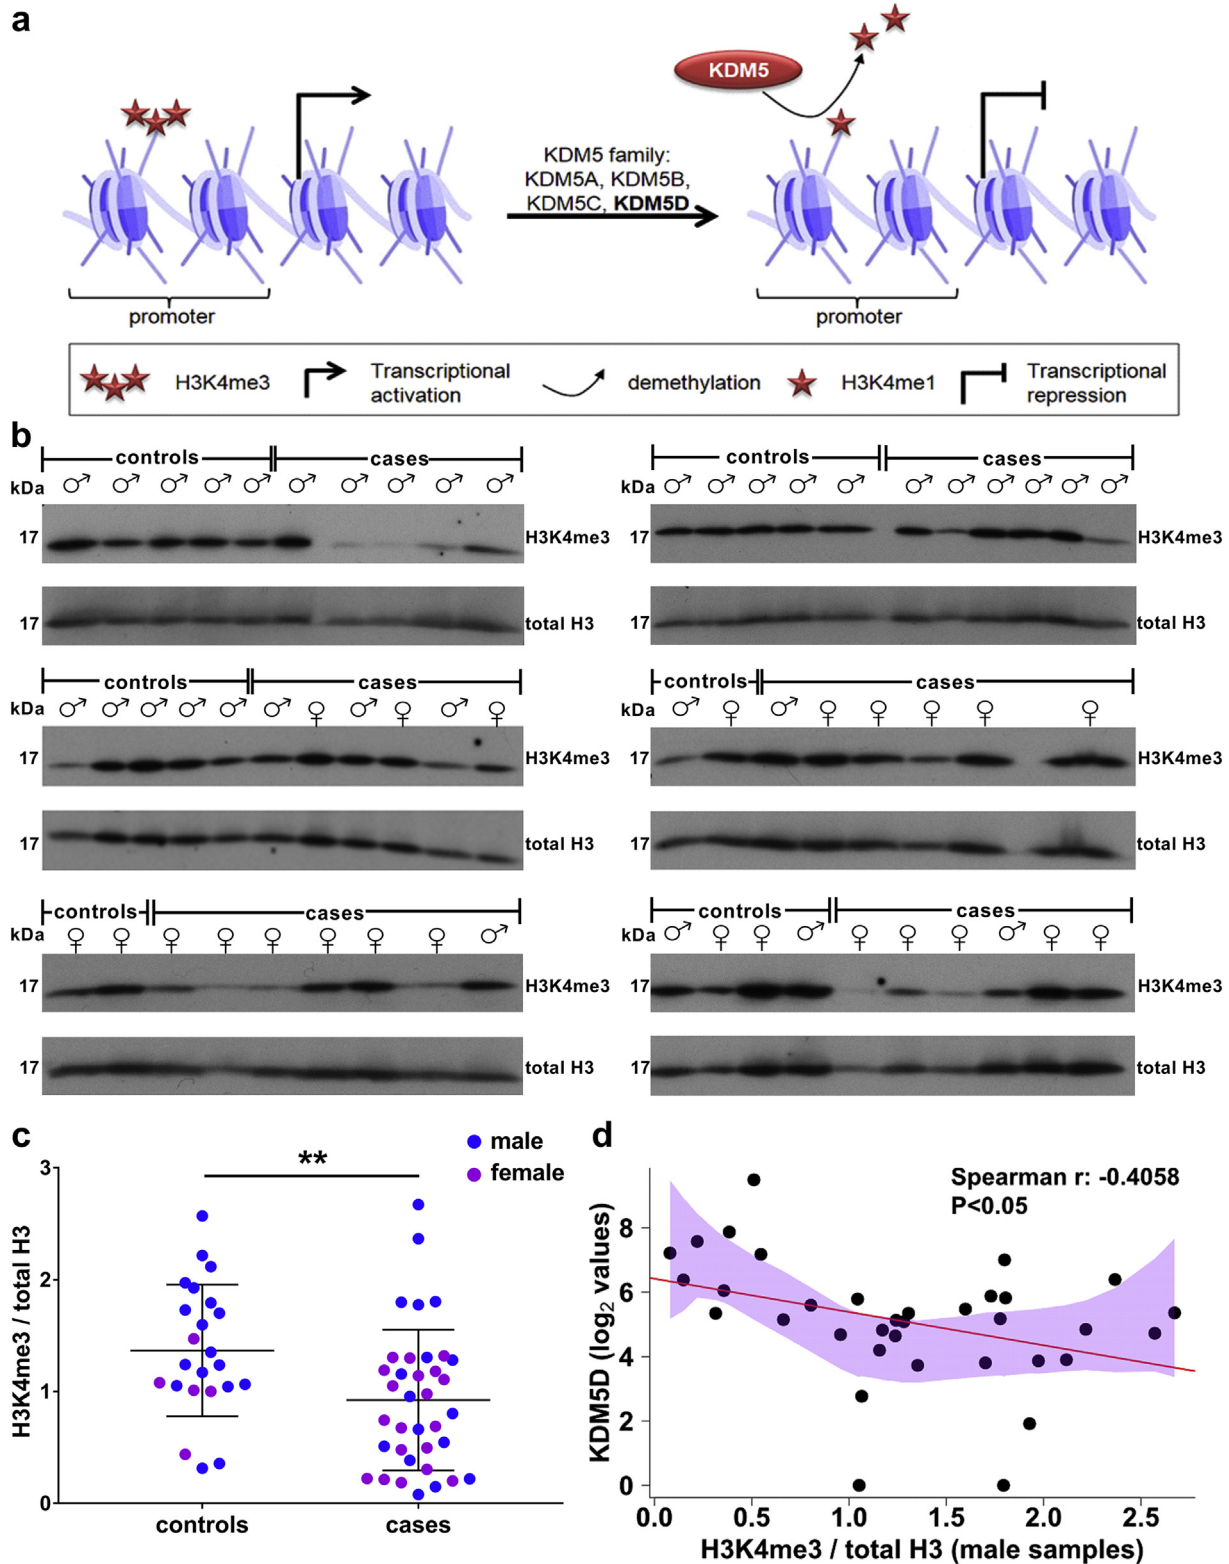 a
KDM5
KDM5 family:
KDM5A, KDM5B,
KDM5C, KDM5D
promoter
promoter
H3K4me3
Transcriptional
activation
demethylation
H3K4me1
Transcriptional
repression
b
controls cases
kDa ♂ ♂ ♂ ♂ ♂ ♂ ♂ ♂ ♂ ♂
17 H3K4me3
17 total H3
controls cases
kDa ♂ ♂ ♂ ♂ ♂ ♂ ♂ ♂ ♂ ♂ ♂
17 H3K4me3
17 total H3
controls cases
kDa ♂ ♂ ♂ ♂ ♂ ♂ ♀ ♂ ♀ ♂ ♀
17 H3K4me3
17 total H3
controls cases
kDa ♂ ♀ ♂ ♀ ♀ ♀ ♀ ♀
17 H3K4me3
17 total H3
controls cases
kDa ♀ ♀ ♀ ♀ ♀ ♀ ♀ ♀ ♂
17 H3K4me3
17 total H3
controls cases
kDa ♂ ♀ ♀ ♂ ♀ ♀ ♀ ♂ ♀ ♀
17 H3K4me3
17 total H3
c
male
female
**
3
2
1
0
H3K4me3 / total H3
controls cases
d
Spearman r: -0.4058
P<0.05
8
6
4
2
0
KDM5D (log2 values)
0.0 0.5 1.0 1.5 2.0 2.5
H3K4me3 / total H3 (male samples)